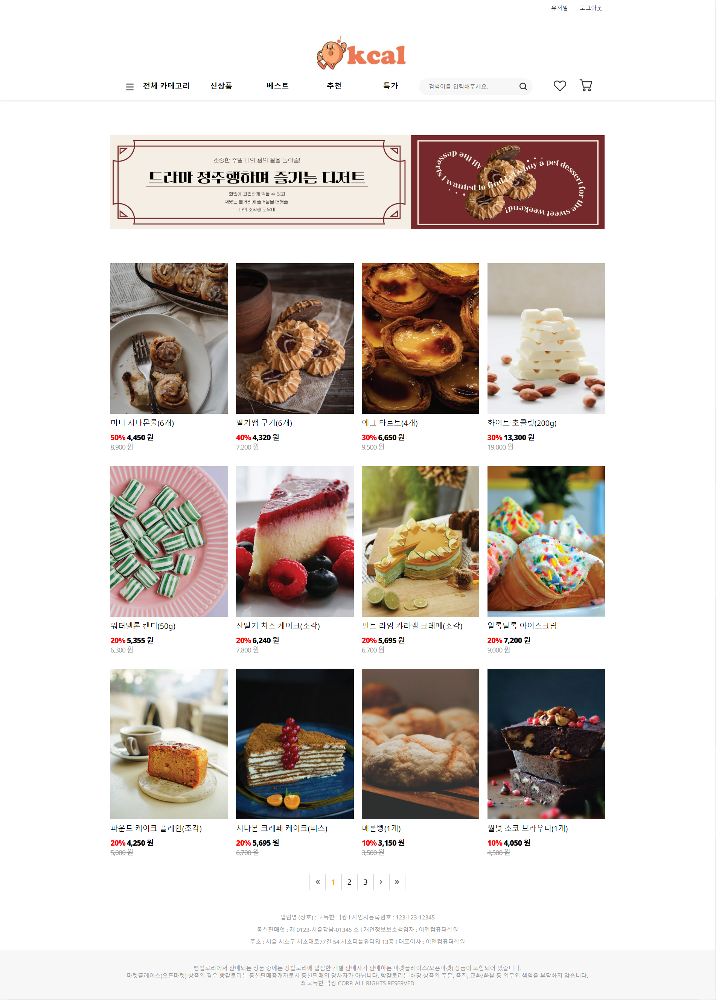 유저일
로그아웃
kcal
전체 카테고리
신상품
베스트
추천
특가
검색어를 입력해주세요.
소중한 주말 나의 삶의 질을 높여줄!
드라마 정주행하며 즐기는 디저트
한입에 간편하게 먹을 수 있고
재밌는 볼거리에 즐거움을 더해줄
나의 소확행 도우미
All the desserts I wanted to find Let's buy a pet dessert for the sweet weekend!
미니 시나몬롤(6개)
50% 4,450 원
8,900 원
딸기쨈 쿠키(6개)
40% 4,320 원
7,200 원
에그 타르트(4개)
30% 6,650 원
9,500 원
화이트 초콜릿(200g)
30% 13,300 원
19,000 원
워터멜론 캔디(50g)
20% 5,355 원
6,300 원
산딸기 치즈 케이크(조각)
20% 6,240 원
7,800 원
민트 라임 캬라멜 크레페(조각)
20% 5,695 원
6,700 원
알록달록 아이스크림
20% 7,200 원
9,000 원
파운드 케이크 플레인(조각)
20% 4,250 원
5,000 원
시나몬 크레페 케이크(피스)
20% 5,695 원
6,700 원
메론빵(1개)
10% 3,150 원
3,500 원
월넛 초코 브라우니(1개)
10% 4,050 원
4,500 원
« 1 2 3 › »
법인명 (상호) : 고독한 먹짱 I 사업자등록번호 : 123-123-12345
통신판매업 : 제 0123-서울강남-01345 호 I 개인정보보호책임자 : 이젠컴퓨터학원
주소 : 서울 서초구 서초대로77길 54 서초더블유타워 13층 I 대표이사 : 이젠컴퓨터학원
빵칼로리에서 판매되는 상품 중에는 빵칼로리에 입점한 개별 판매자가 판매하는 마켓플레이스(오픈마켓) 상품이 포함되어 있습니다.
마켓플레이스(오픈마켓) 상품의 경우 빵칼로리는 통신판매중개자로서 통신판매의 당사자가 아닙니다. 빵칼로리는 해당 상품의 주문, 품질, 교환/환불 등 의무와 책임을 부담하지 않습니다.
© 고독한 먹짱 CORP. ALL RIGHTS RESERVED